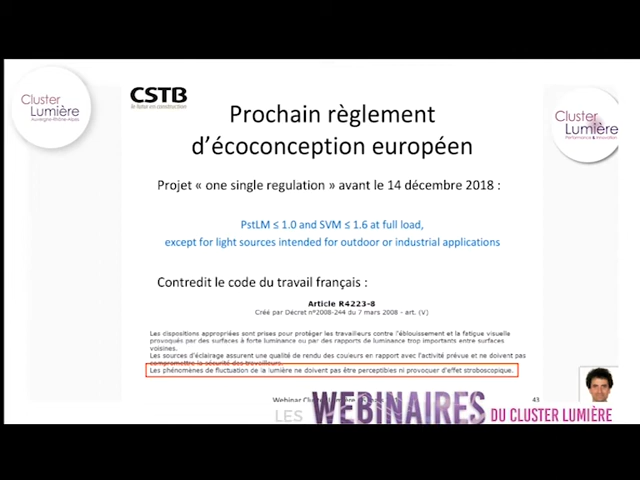 Cluster
Lumière
Auvergne-Rhône-Alpes
CSTB
le futur en construction
Cluster
Lumière
Performance & Innovation
Prochain règlement
d'écoconception européen
Projet « one single regulation » avant le 14 décembre 2018 :
PstLM ≤ 1.0 and SVM ≤ 1.6 at full load,
except for light sources intended for outdoor or industrial applications
Contredit le code du travail français :
Article R4223-8
Créé par Décret n°2008-244 du 7 mars 2008 - art. (V)
Les dispositions appropriées sont prises pour protéger les travailleurs contre l'éblouissement et la fatigue visuelle
provoqués par des surfaces à forte luminance ou par des rapports de luminance trop importants entre surfaces
voisines.
Les sources d'éclairage assurent une qualité de rendu des couleurs en rapport avec l'activité prévue et ne doivent pas
compromettre la sécurité des travailleurs.
Les phénomènes de fluctuation de la lumière ne doivent pas être perceptibles ni provoquer d'effet stroboscopique.
Webinar Cluster Lumière
43
LES WEBINAIRES DU CLUSTER LUMIÈRE